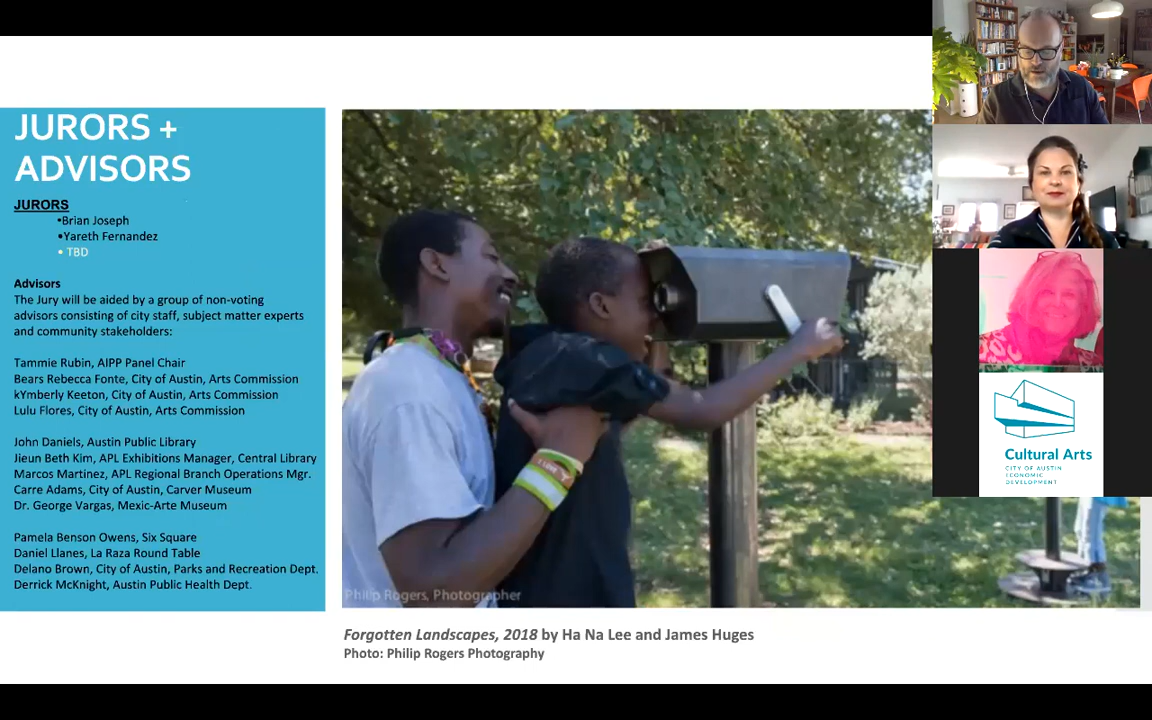 JURORS +
ADVISORS
JURORS
•Brian Joseph
•Yareth Fernandez
• TBD
Advisors
The Jury will be aided by a group of non-voting
advisors consisting of city staff, subject matter experts
and community stakeholders:
Tammie Rubin, AIPP Panel Chair
Bears Rebecca Fonte, City of Austin, Arts Commission
kYmberly Keeton, City of Austin, Arts Commission
Lulu Flores, City of Austin, Arts Commission
John Daniels, Austin Public Library
Jieun Beth Kim, APL Exhibitions Manager, Central Library
Marcos Martinez, APL Regional Branch Operations Mgr.
Carre Adams, City of Austin, Carver Museum
Dr. George Vargas, Mexic-Arte Museum
Pamela Benson Owens, Six Square
Daniel Llanes, La Raza Round Table
Delano Brown, City of Austin, Parks and Recreation Dept.
Derrick McKnight, Austin Public Health Dept.
I LOVE
Philip Rogers, Photographer
Forgotten Landscapes, 2018 by Ha Na Lee and James Huges
Photo: Philip Rogers Photography
Cultural Arts
CITY OF AUSTIN
ECONOMIC
DEVELOPMENT